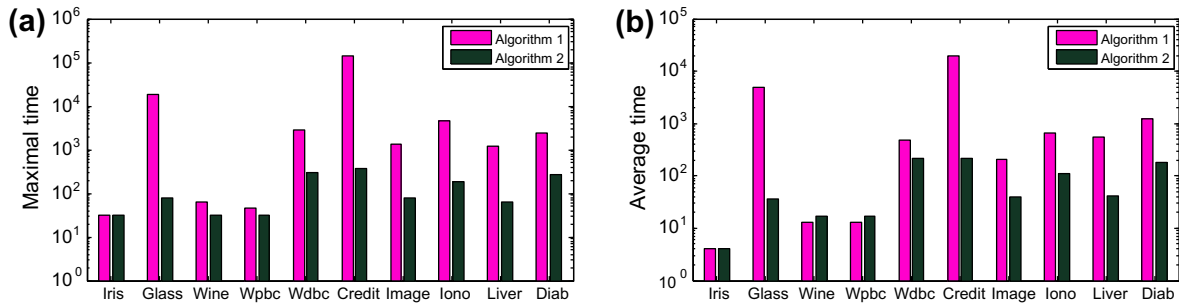 (a)
Maximal time
10^6
10^5
10^4
10^3
10^2
10^1
10^0
Algorithm 1
Algorithm 2
Iris Glass Wine Wpbc Wdbc Credit Image Iono Liver Diab
(b)
Average time
10^5
10^4
10^3
10^2
10^1
10^0
Algorithm 1
Algorithm 2
Iris Glass Wine Wpbc Wdbc Credit Image Iono Liver Diab